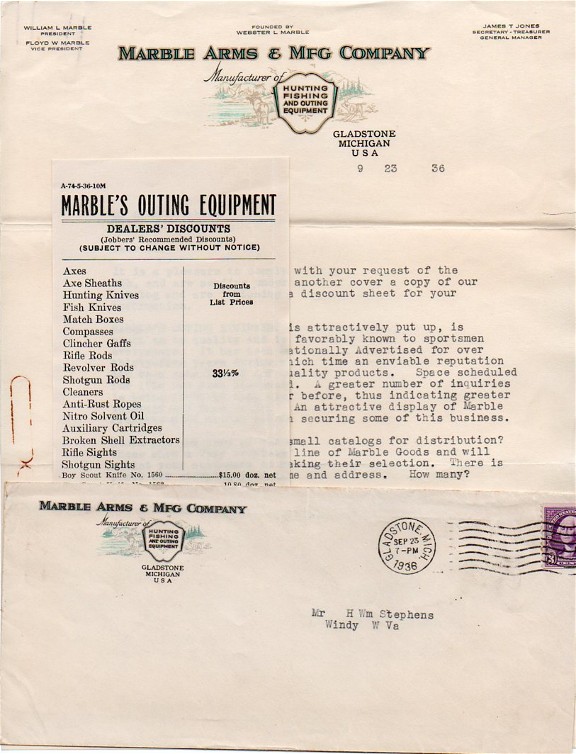 WILLIAM L MARBLE
PRESIDENT
FLOYD W MARBLE
VICE PRESIDENT
FOUNDED BY
WEBSTER L MARBLE
JAMES T JONES
SECRETARY - TREASURER
GENERAL MANAGER
MARBLE ARMS & MFG COMPANY
Manufacturer of
HUNTING
FISHING
AND OUTING
EQUIPMENT
GLADSTONE
MICHIGAN
U S A
9 23 36
with your request of the
another cover a copy of our
a discount sheet for your
is attractively put up, is
favorably known to sportsmen
ationally Advertised for over
ich time an enviable reputation
ality products. Space scheduled
. A greater number of inquiries
r before, thus indicating greater
An attractive display of Marble
securing some of this business.
small catalogs for distribution?
line of Marble Goods and will
aking their selection. There is
me and address. How many?
A-74-5-36-10M
MARBLE'S OUTING EQUIPMENT
DEALERS' DISCOUNTS
(Jobbers' Recommended Discounts)
(SUBJECT TO CHANGE WITHOUT NOTICE)
Axes
Axe Sheaths
Hunting Knives
Fish Knives
Match Boxes
Compasses
Clincher Gaffs
Rifle Rods
Revolver Rods
Shotgun Rods
Cleaners
Anti-Rust Ropes
Nitro Solvent Oil
Auxiliary Cartridges
Broken Shell Extractors
Rifle Sights
Shotgun Sights
Discounts
from
List Prices
33⅓%
Boy Scout Knife No. 1560 $15.00 doz. net
MARBLE ARMS & MFG COMPANY
Manufacturer of
HUNTING
FISHING
AND OUTING
EQUIPMENT
GLADSTONE
MICHIGAN
U S A
GLADSTONE, MICH.
SEP 23
7-PM
1936
Mr H Wm Stephens
Windy W Va